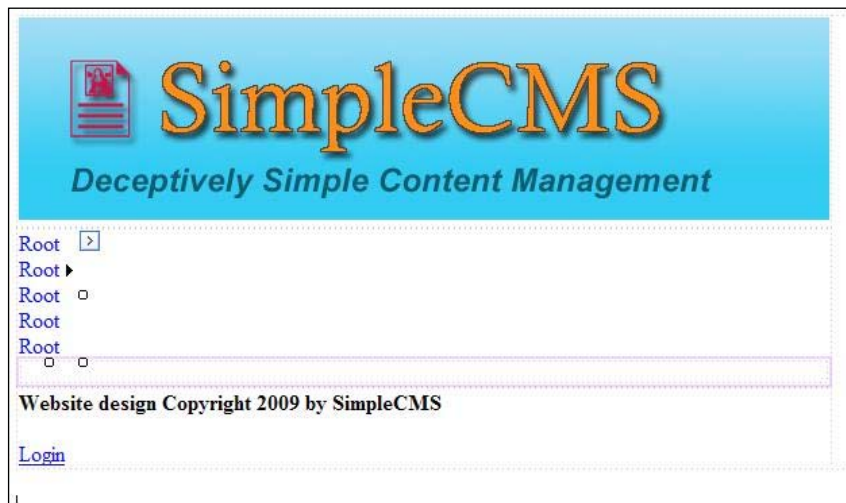 SimpleCMS
Deceptively Simple Content Management
Root
Root
Root
Root
Root
Website design Copyright 2009 by SimpleCMS
Login